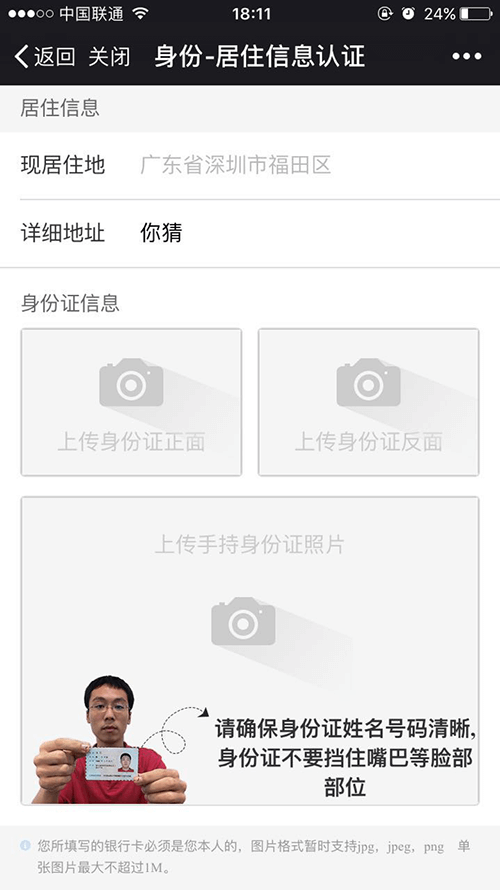 中国联通 18:11 24%
返回 关闭 身份-居住信息认证
居住信息
现居住地 广东省深圳市福田区
详细地址 你猜
身份证信息
上传身份证正面 上传身份证反面
上传手持身份证照片
请确保身份证姓名号码清晰,
身份证不要挡住嘴巴等脸部
部位
您所填写的银行卡必须是您本人的，图片格式暂时支持jpg，jpeg，png 单
张图片最大不超过1M。